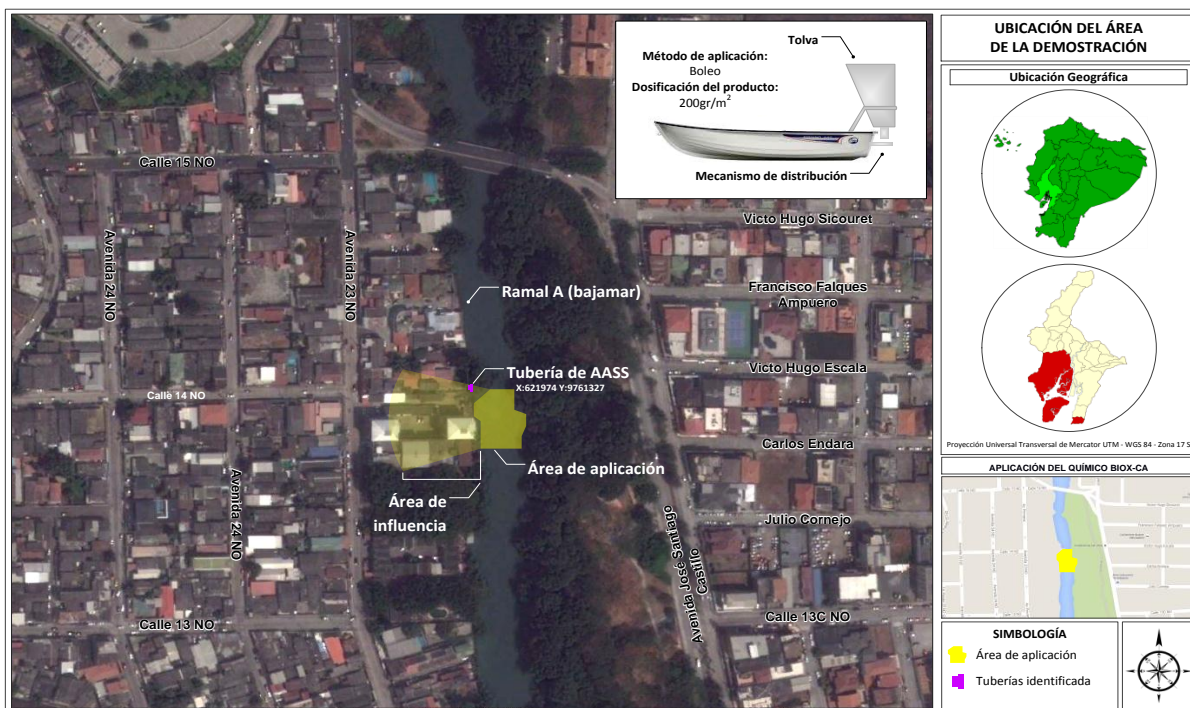 UBICACIÓN DEL ÁREA
DE LA DEMOSTRACIÓN
Ubicación Geográfica
Proyección Universal Transversal de Mercator UTM - WGS 84 - Zona 17 S
APLICACIÓN DEL QUÍMICO BIOX-CA
SIMBOLOGÍA
Área de aplicación
Tuberías identificada
Tolva
Método de aplicación:
Boleo
Dosificación del producto:
200gr/m²
Mecanismo de distribución
Calle 15 NO
Avenida 24 NO
Avenida 23 NO
Victo Hugo Sicouret
Francisco Falques
Ampuero
Ramal A (bajamar)
Tubería de AASS
X:621974 Y:9761327
Victo Hugo Escala
Calle 14 NO
Carlos Endara
Área de aplicación
Área de
influencia
Avenida 24 NO
Julio Cornejo
Avenida José Santiago
Castillo
Calle 13 NO
Calle 13C NO